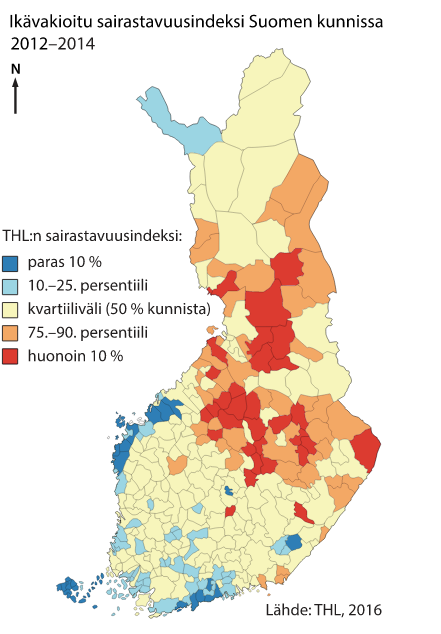 Ikävakioitu sairastavuusindeksi Suomen kunnissa
2012–2014
N
THL:n sairastavuusindeksi:
paras 10 %
10.–25. persentiili
kvartiiliväli (50 % kunnista)
75.–90. persentiili
huonoin 10 %
Lähde: THL, 2016